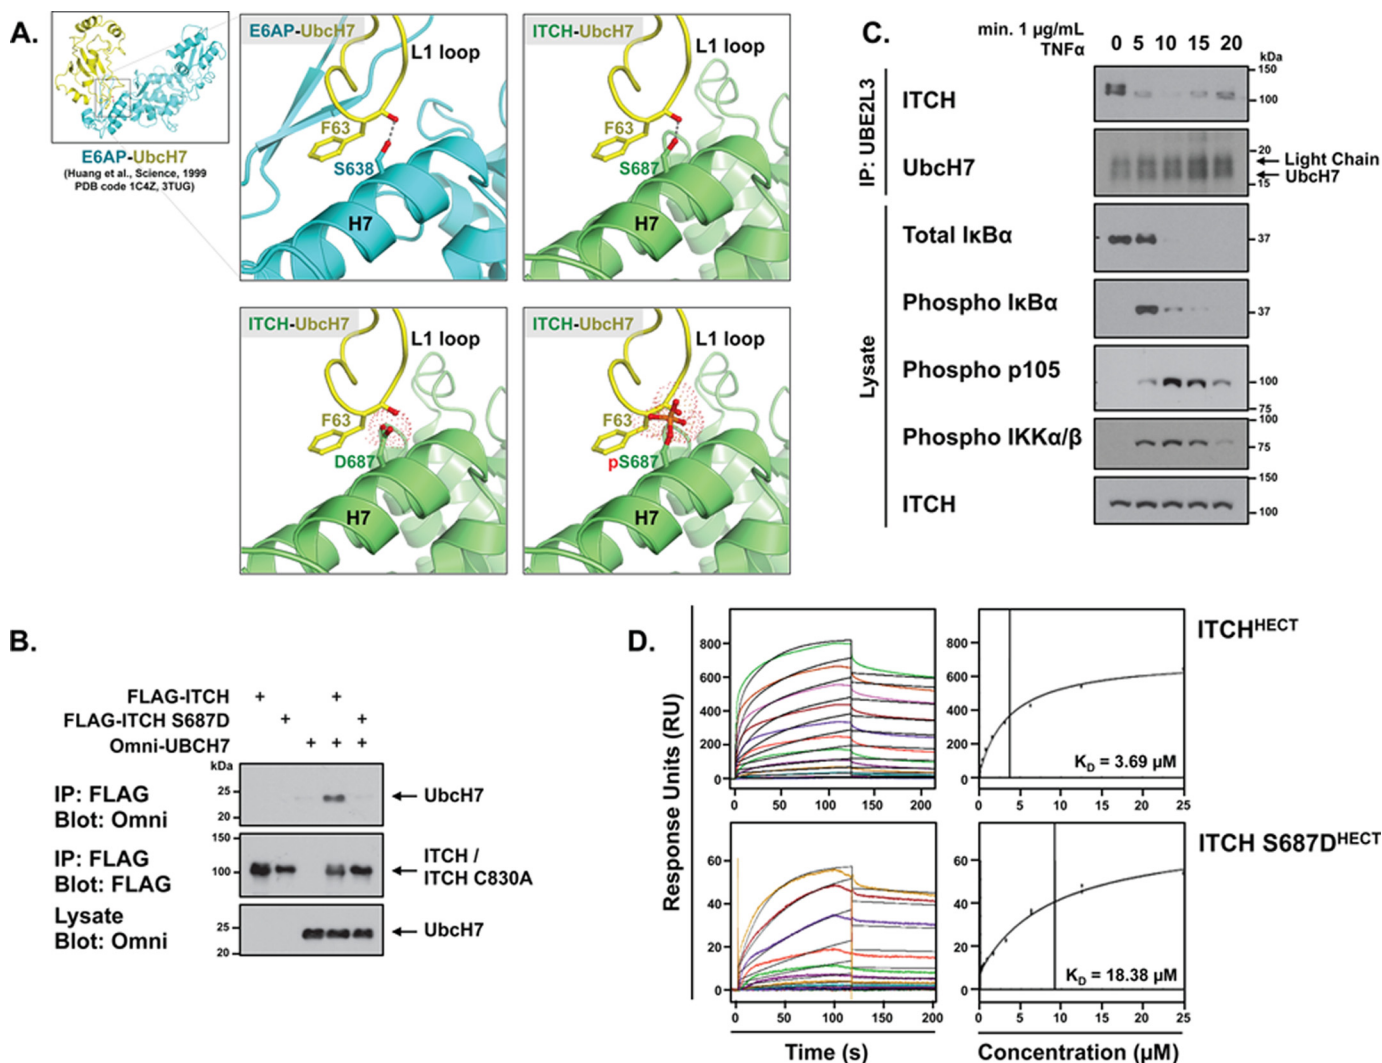 A.
E6AP-UbcH7
(Huang et al., Science, 1999
PDB code 1C4Z, 3TUG)
E6AP-UbcH7
L1 loop
F63
S638
H7
ITCH-UbcH7
L1 loop
F63
S687
H7
ITCH-UbcH7
L1 loop
F63
D687
H7
ITCH-UbcH7
L1 loop
F63
pS687
H7
B.
FLAG-ITCH + +
FLAG-ITCH S687D + +
Omni-UBCH7 + + +
kDa
IP: FLAG
Blot: Omni
25
20
UbcH7
IP: FLAG
Blot: FLAG
150
100
ITCH /
ITCH C830A
Lysate
Blot: Omni
25
20
UbcH7
C.
min. 1 µg/mL
TNFα
0 5 10 15 20
kDa
IP: UBE2L3
ITCH
150
100
UbcH7
20
15
Light Chain
UbcH7
Lysate
Total IκBα
37
Phospho IκBα
37
Phospho p105
100
75
Phospho IKKα/β
100
75
ITCH
150
100
D.
Response Units (RU)
800
600
400
200
0
0 50 100 150 200
800
600
400
200
0
0 5 10 15 20 25
KD = 3.69 µM
ITCHHECT
60
40
20
0
0 50 100 150 200
Time (s)
60
40
20
0
0 5 10 15 20 25
KD = 18.38 µM
Concentration (µM)
ITCH S687DHECT